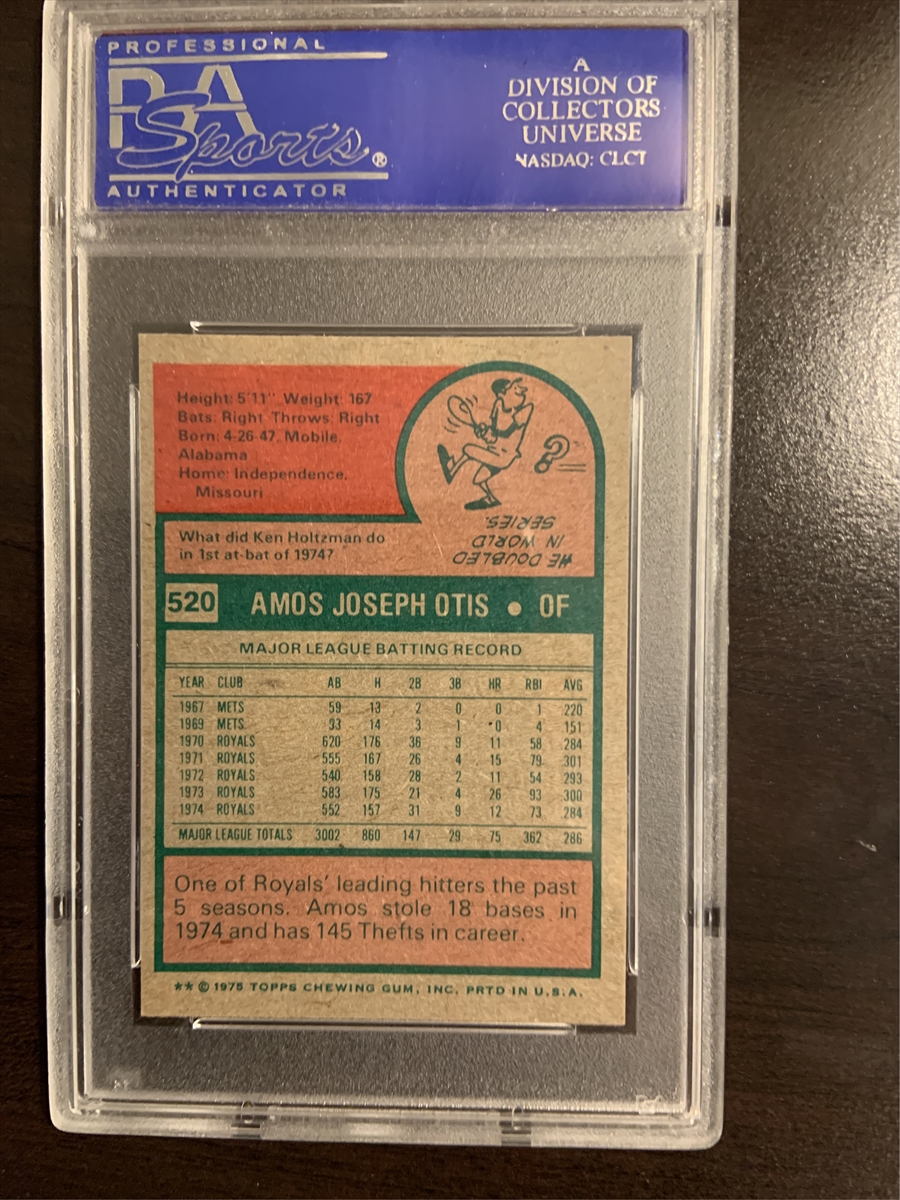 PROFESSIONAL
PSA
Sports®
AUTHENTICATOR
A
DIVISION OF
COLLECTORS
UNIVERSE
NASDAQ: CLCT
Height: 5'11" Weight: 167
Bats: Right Throws: Right
Born: 4-26-47, Mobile,
Alabama
Home: Independence,
Missouri
What did Ken Holtzman do
in 1st at-bat of 1974?
HE DOUBLED
IN WORLD
SERIES.
?
520 AMOS JOSEPH OTIS • OF
MAJOR LEAGUE BATTING RECORD
YEAR CLUB AB H 2B 3B HR RBI AVG
1967 METS 59 13 2 0 0 1 220
1969 METS 33 14 3 1 0 4 151
1970 ROYALS 620 176 36 9 11 58 284
1971 ROYALS 555 167 26 4 15 79 301
1972 ROYALS 540 158 28 2 11 54 293
1973 ROYALS 583 175 21 4 26 93 300
1974 ROYALS 552 157 31 9 12 73 284
MAJOR LEAGUE TOTALS 3002 860 147 29 75 362 286
One of Royals' leading hitters the past
5 seasons. Amos stole 18 bases in
1974 and has 145 Thefts in career.
** © 1975 TOPPS CHEWING GUM, INC. PRTD IN U.S.A.